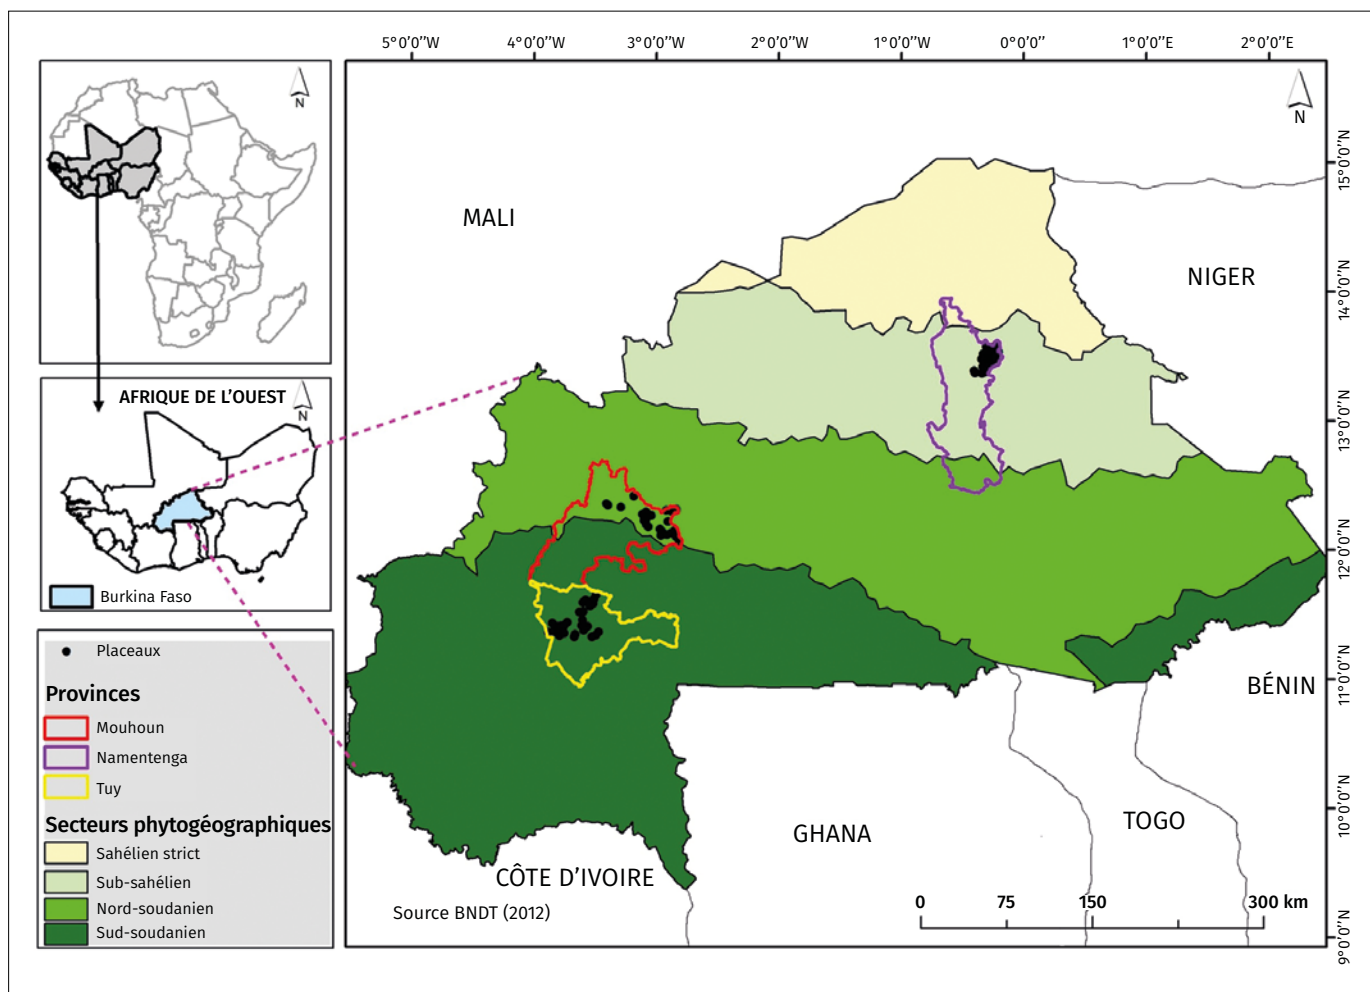 5°0'0"W 4°0'0"W 3°0'0"W 2°0'0"W 1°0'0"W 0°0'0" 1°0'0"E 2°0'0"E
N
N
15°0'0"N
MALI
NIGER
14°0'0"N
AFRIQUE DE L'OUEST
N
13°0'0"N
12°0'0"N
Burkina Faso
Placeaux
Provinces
Mouhoun
Namentenga
Tuy
Secteurs phytogéographiques
Sahélien strict
Sub-sahélien
Nord-soudanien
Sud-soudanien
11°0'0"N
BÉNIN
10°0'0"N
GHANA
TOGO
CÔTE D'IVOIRE
Source BNDT (2012)
0 75 150 300 km
9°0'0"N